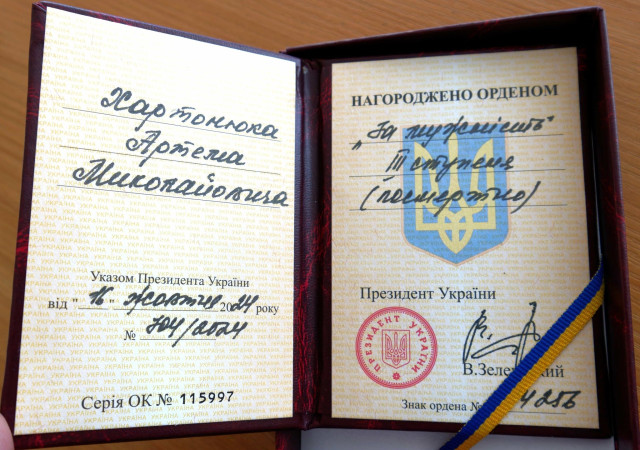 Хартонюка
Артема
Миколайовича
Указом Президента України
від "16" жовтня 2024 року
№ 704/2024
Серія ОК № 115997
НАГОРОДЖЕНО ОРДЕНОМ
„За мужність"
III ступеня
(посмертно)
Президент України
ПРЕЗИДЕНТ УКРАЇНИ
В.Зеленський
Знак ордена №